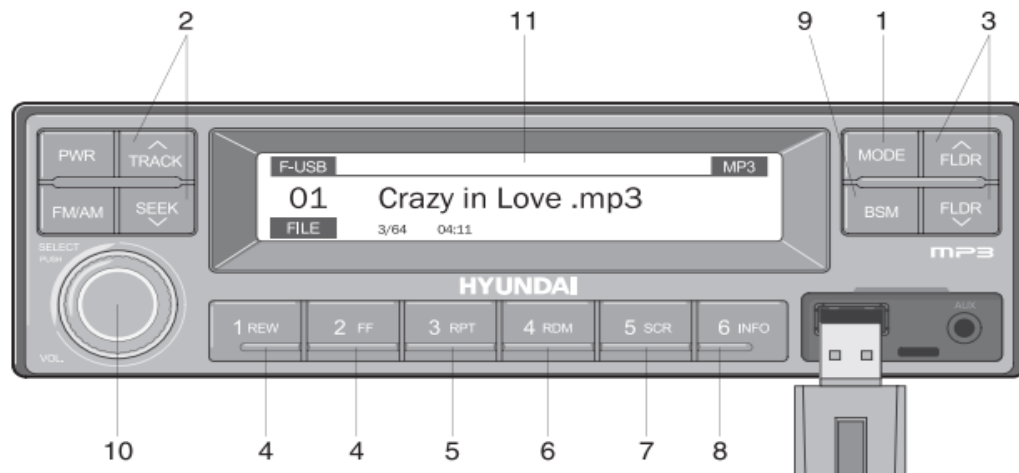 2 11 9 1 3
PWR TRACK
FM/AM SEEK
SELECT
PUSH
VOL.
F-USB MP3
01 Crazy in Love .mp3
FILE 3/64 04:11
HYUNDAI
1 REW 2 FF 3 RPT 4 RDM 5 SCR 6 INFO
MODE FLDR
BSM FLDR
MP3
AUX
10 4 4 5 6 7 8